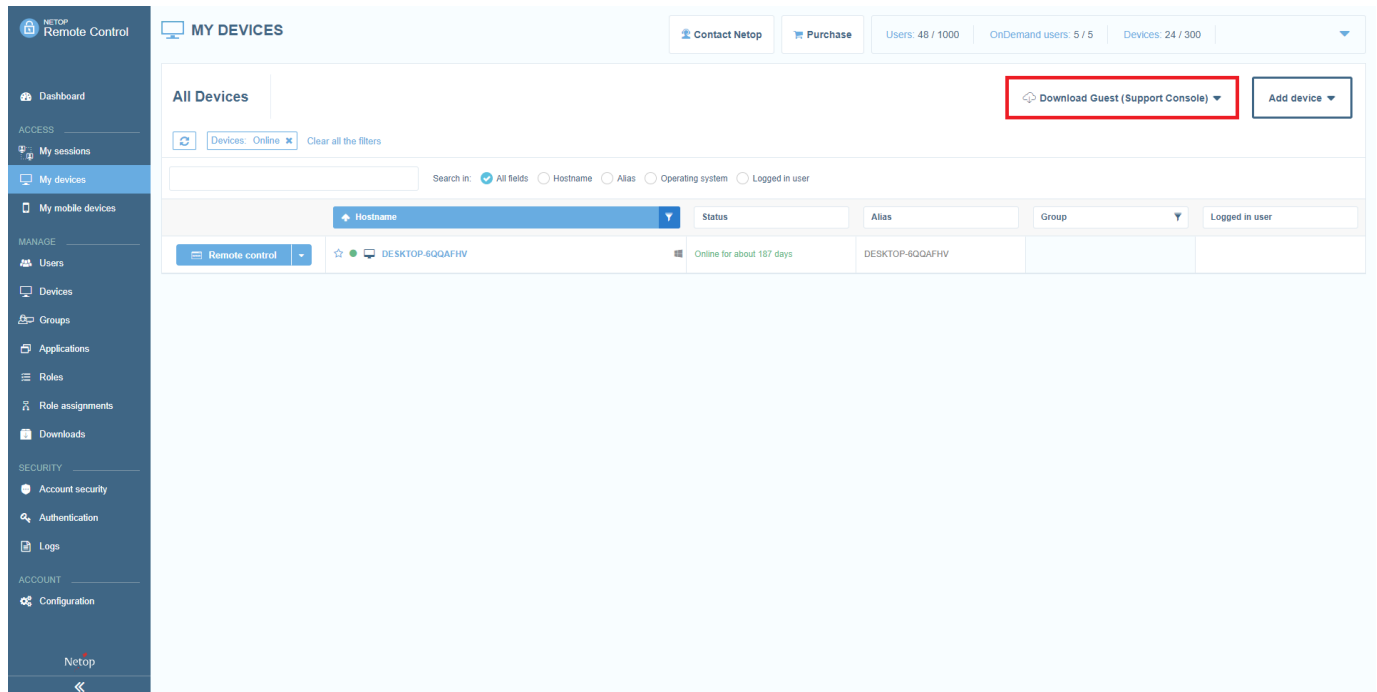 NETOP
Remote Control
MY DEVICES
Contact Netop
Purchase
Users: 48 / 1000
OnDemand users: 5 / 5
Devices: 24 / 300
Dashboard
ACCESS
My sessions
My devices
My mobile devices
MANAGE
Users
Devices
Groups
Applications
Roles
Role assignments
Downloads
SECURITY
Account security
Authentication
Logs
ACCOUNT
Configuration
Netop
All Devices
Download Guest (Support Console)
Add device
Devices: Online
Clear all the filters
Search in: All fields Hostname Alias Operating system Logged in user
Hostname Status Alias Group Logged in user
Remote control DESKTOP-6QQAFHV Online for about 187 days DESKTOP-6QQAFHV